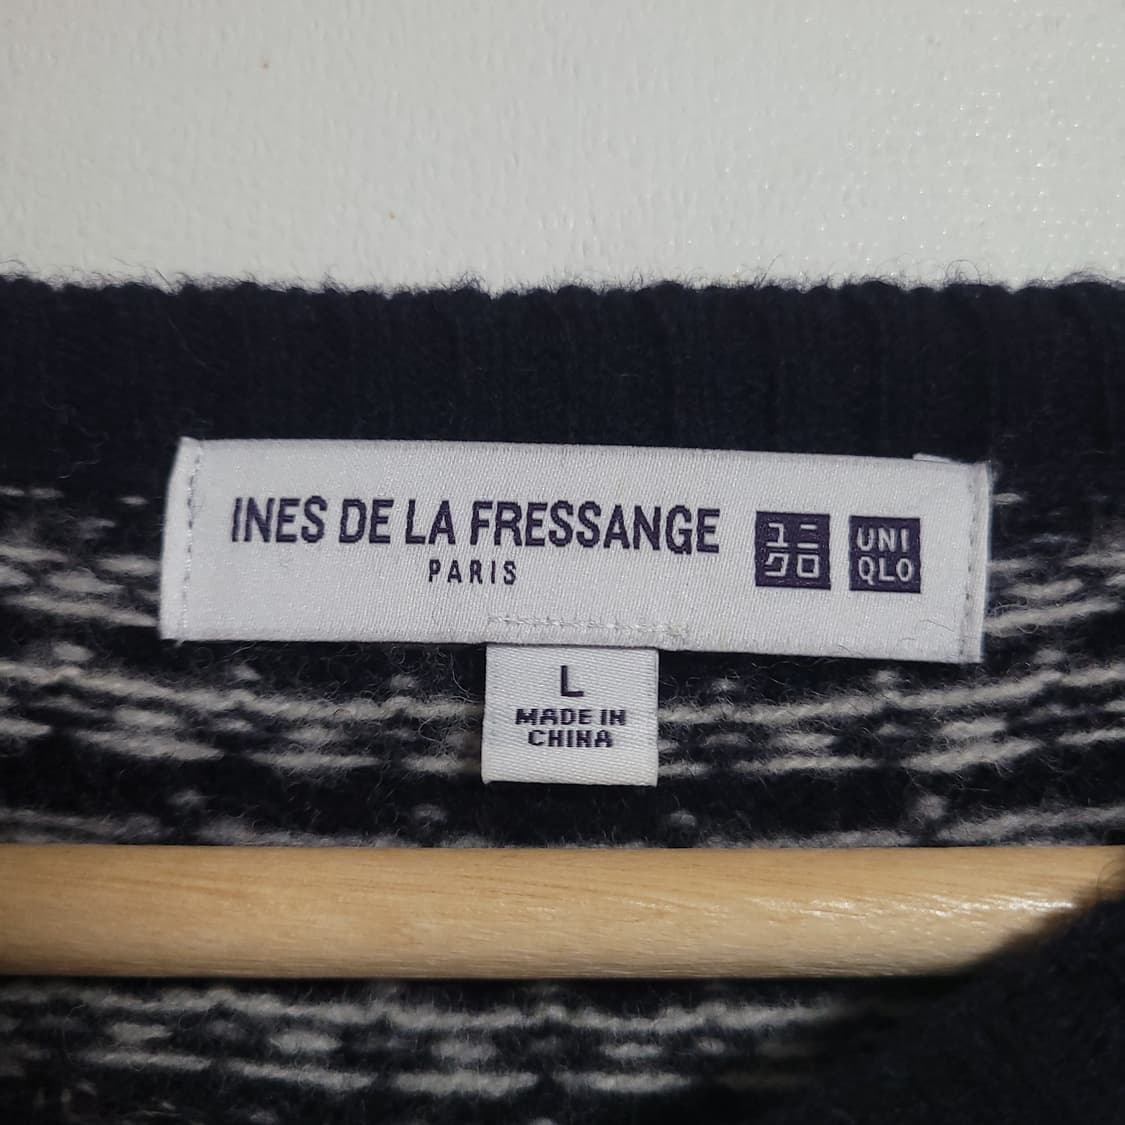 INES DE LA FRESSANGE
PARIS
ユニ
クロ
UNI
QLO
L
MADE IN
CHINA